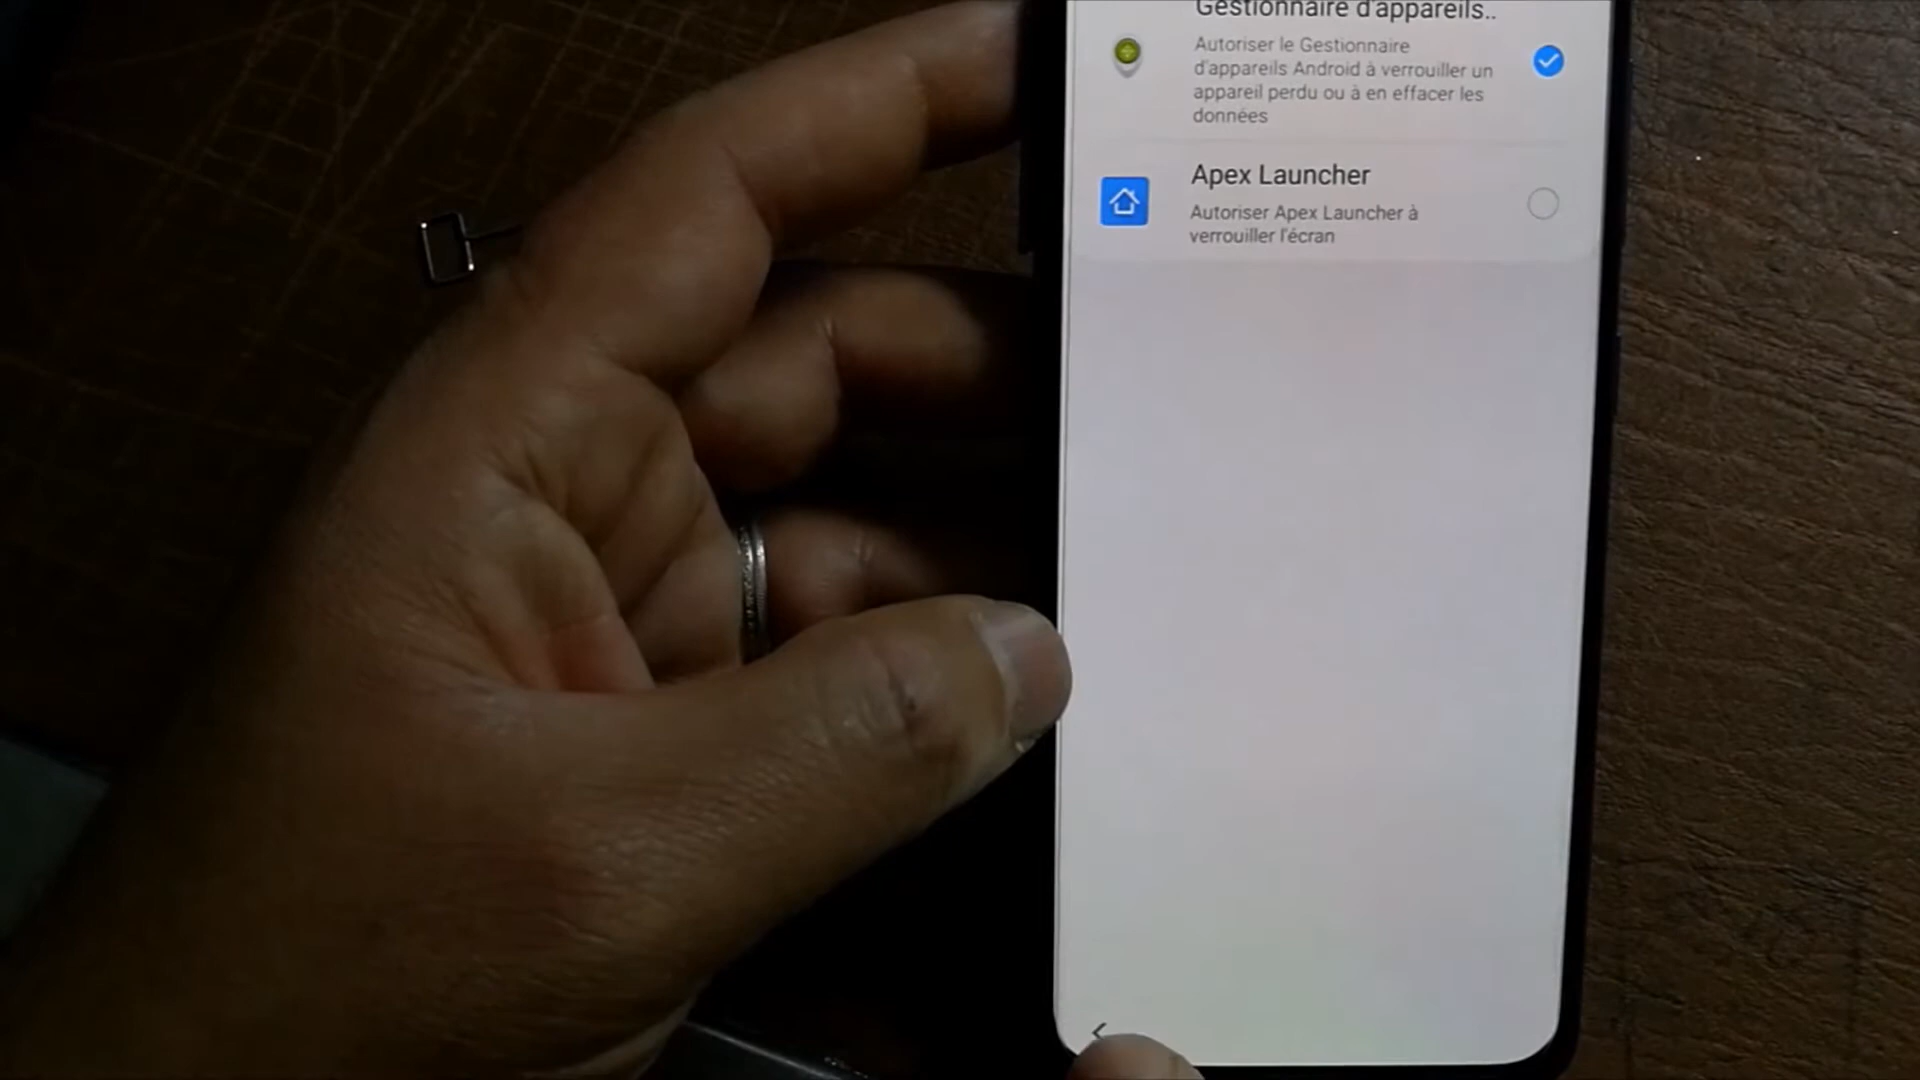 Gestionnaire d'appareils..
Autoriser le Gestionnaire
d'appareils Android à verrouiller un
appareil perdu ou à en effacer les
données
Apex Launcher
Autoriser Apex Launcher à
verrouiller l'écran